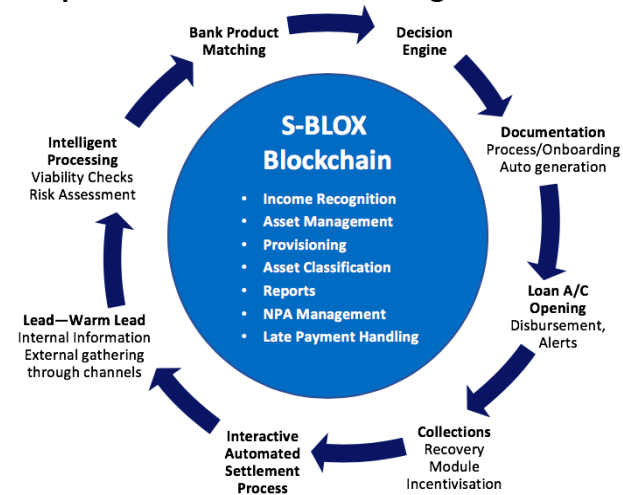 Bank Product
Matching
Decision
Engine
Documentation
Process/Onboarding
Auto generation
Loan A/C
Opening
Disbursement,
Alerts
Collections
Recovery
Module
Incentivisation
Interactive
Automated
Settlement
Process
Lead—Warm Lead
Internal Information
External gathering
through channels
Intelligent
Processing
Viability Checks
Risk Assessment
S-BLOX
Blockchain
• Income Recognition
• Asset Management
• Provisioning
• Asset Classification
• Reports
• NPA Management
• Late Payment Handling